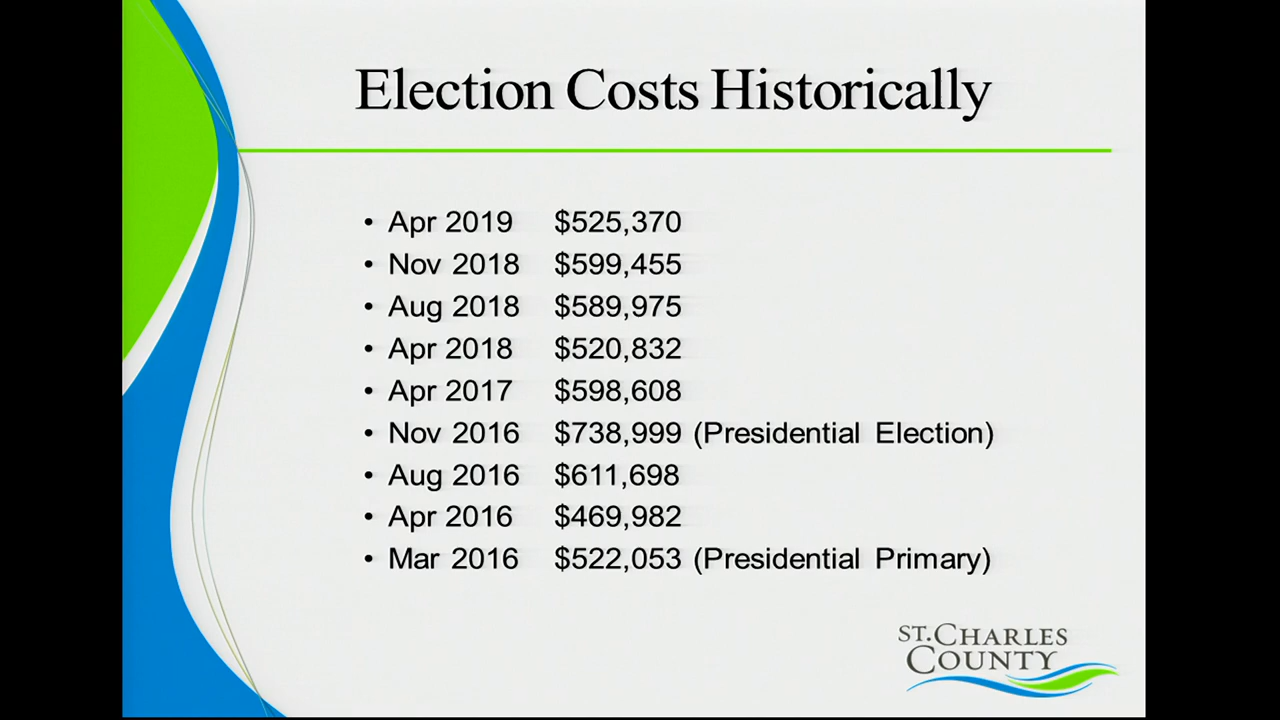 Election Costs Historically
• Apr 2019 $525,370
• Nov 2018 $599,455
• Aug 2018 $589,975
• Apr 2018 $520,832
• Apr 2017 $598,608
• Nov 2016 $738,999 (Presidential Election)
• Aug 2016 $611,698
• Apr 2016 $469,982
• Mar 2016 $522,053 (Presidential Primary)
ST. CHARLES
COUNTY